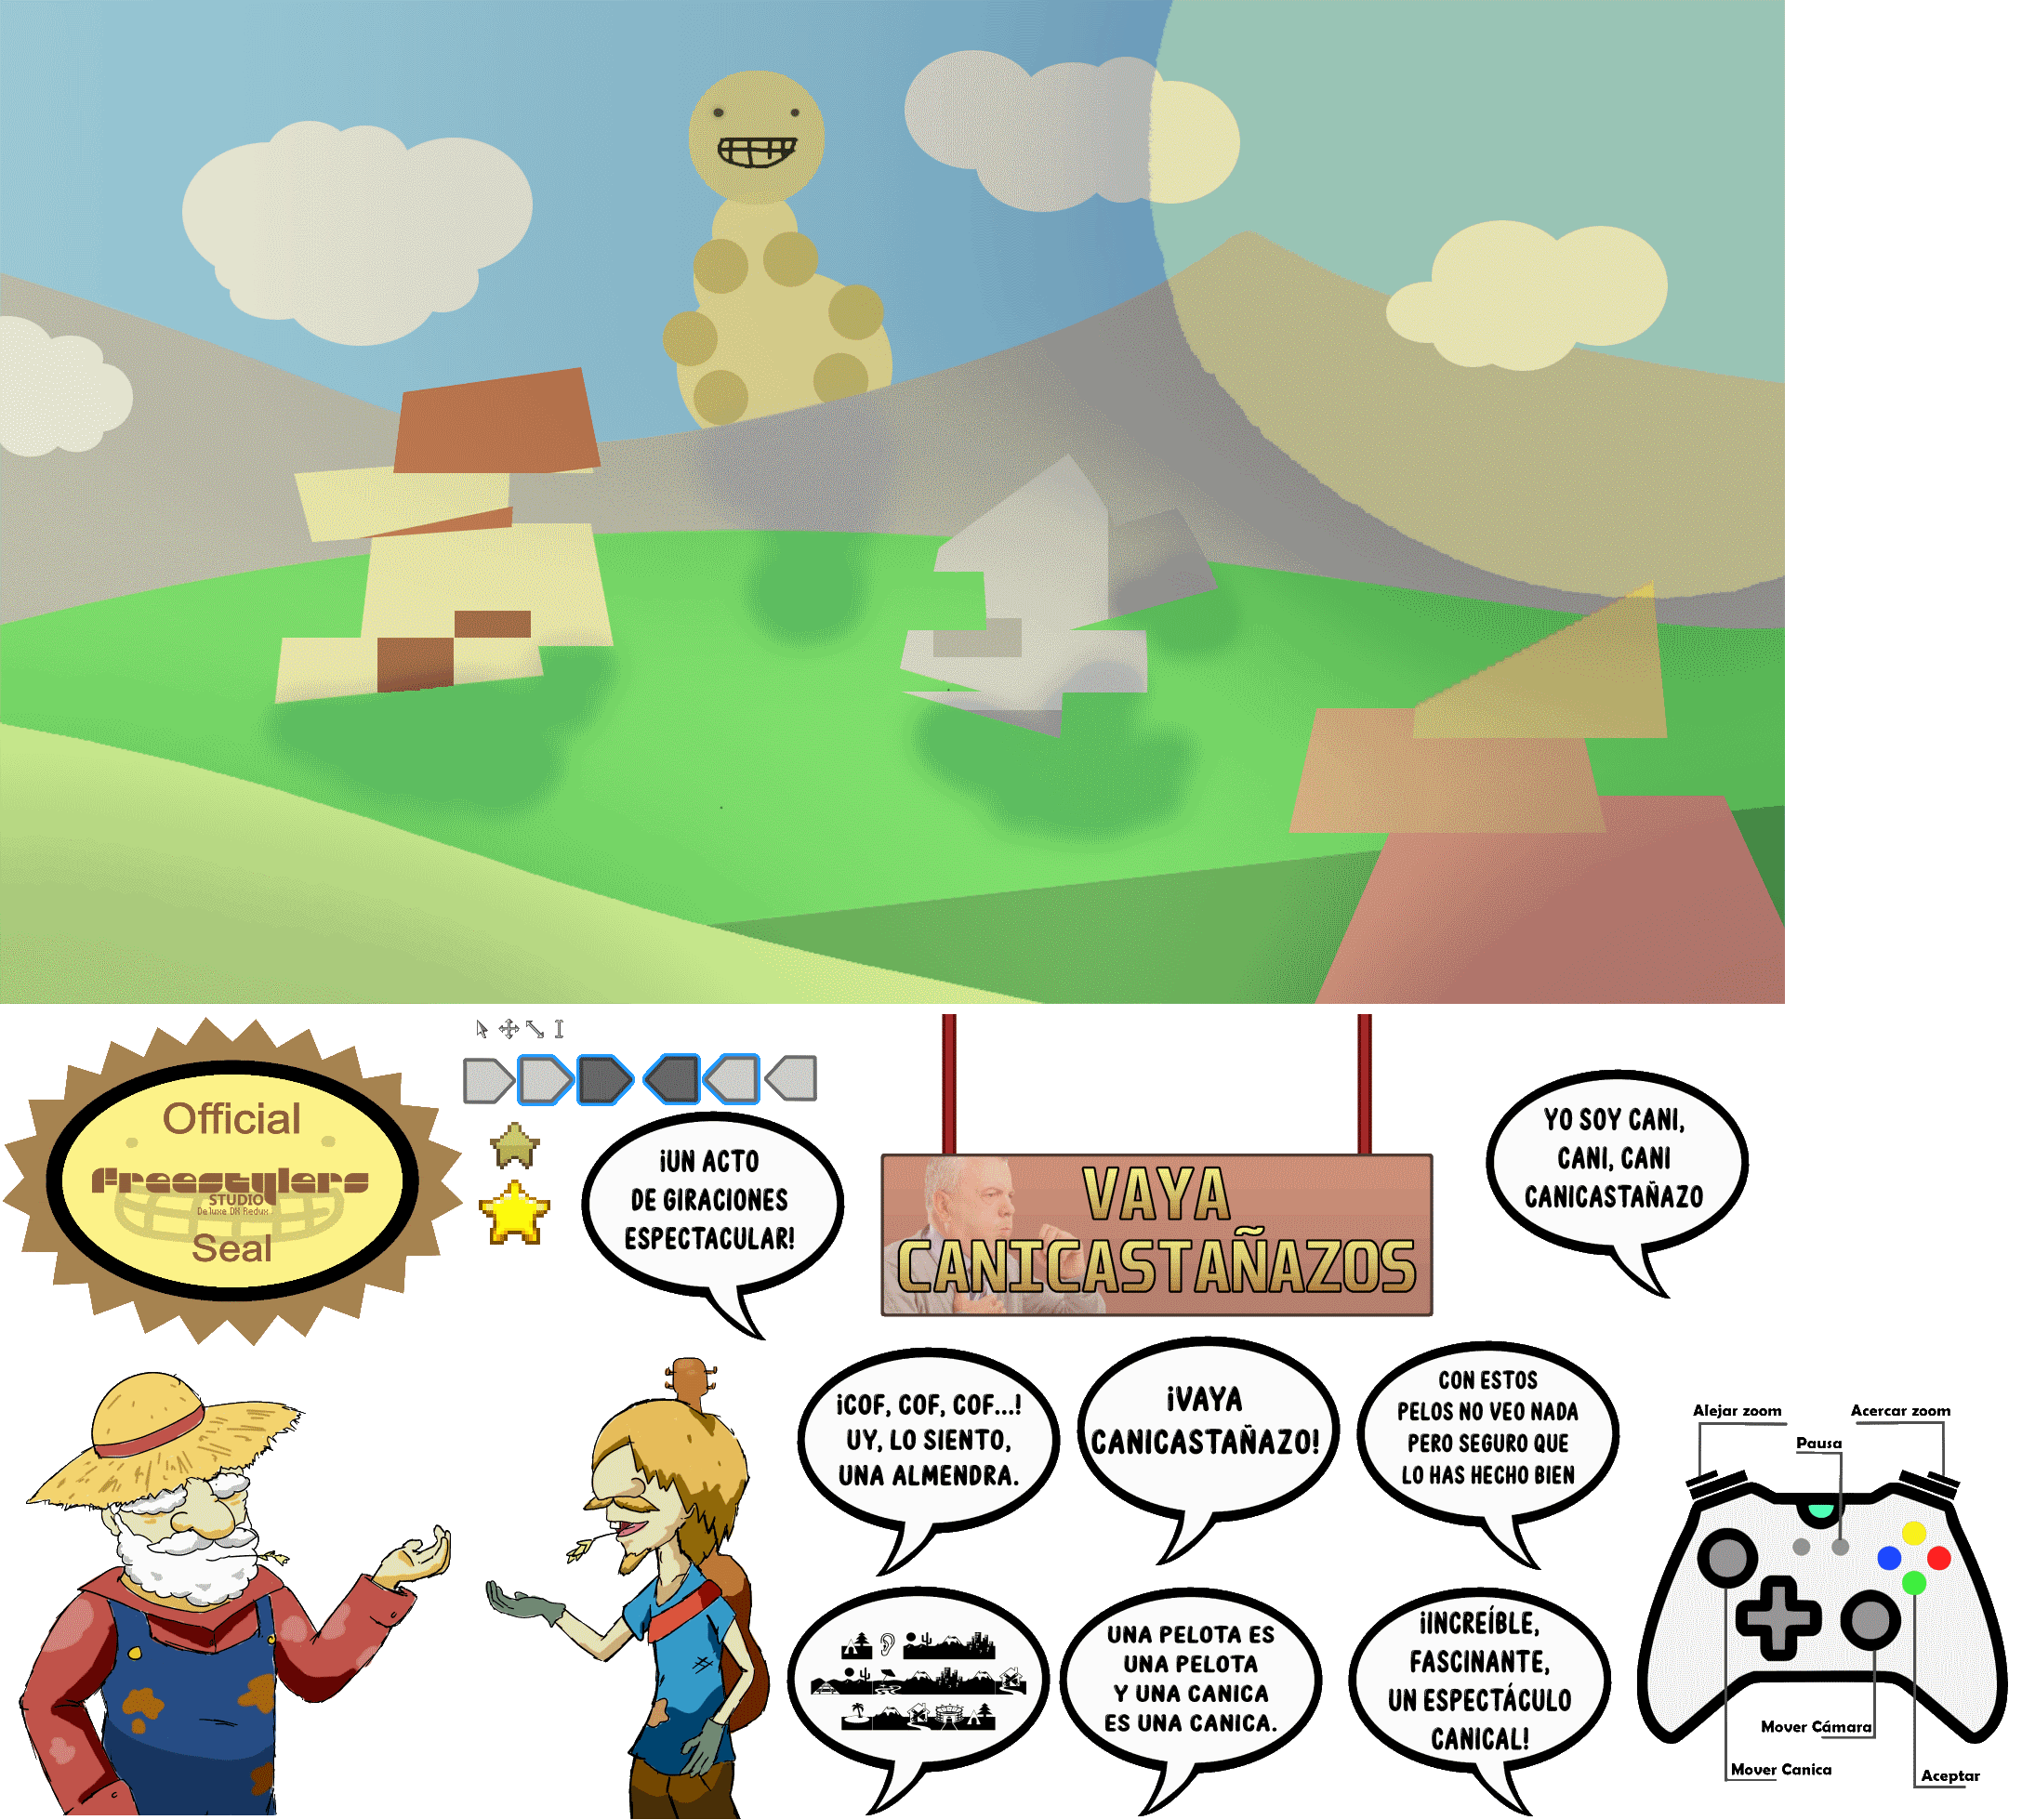 Official
freestylers
STUDIO
Deluxe DX Redux
Seal
¡UN ACTO
DE GIRACIONES
ESPECTACULAR!
VAYA
CANICASTAÑAZOS
YO SOY CANI,
CANI, CANI
CANICASTAÑAZO
¡COF, COF, COF...!
UY, LO SIENTO,
UNA ALMENDRA.
¡VAYA
CANICASTAÑAZO!
CON ESTOS
PELOS NO VEO NADA
PERO SEGURO QUE
LO HAS HECHO BIEN
UNA PELOTA ES
UNA PELOTA
Y UNA CANICA
ES UNA CANICA.
¡INCREÍBLE,
FASCINANTE,
UN ESPECTÁCULO
CANICAL!
Alejar zoom
Acercar zoom
Pausa
Mover Cámara
Mover Canica
Aceptar